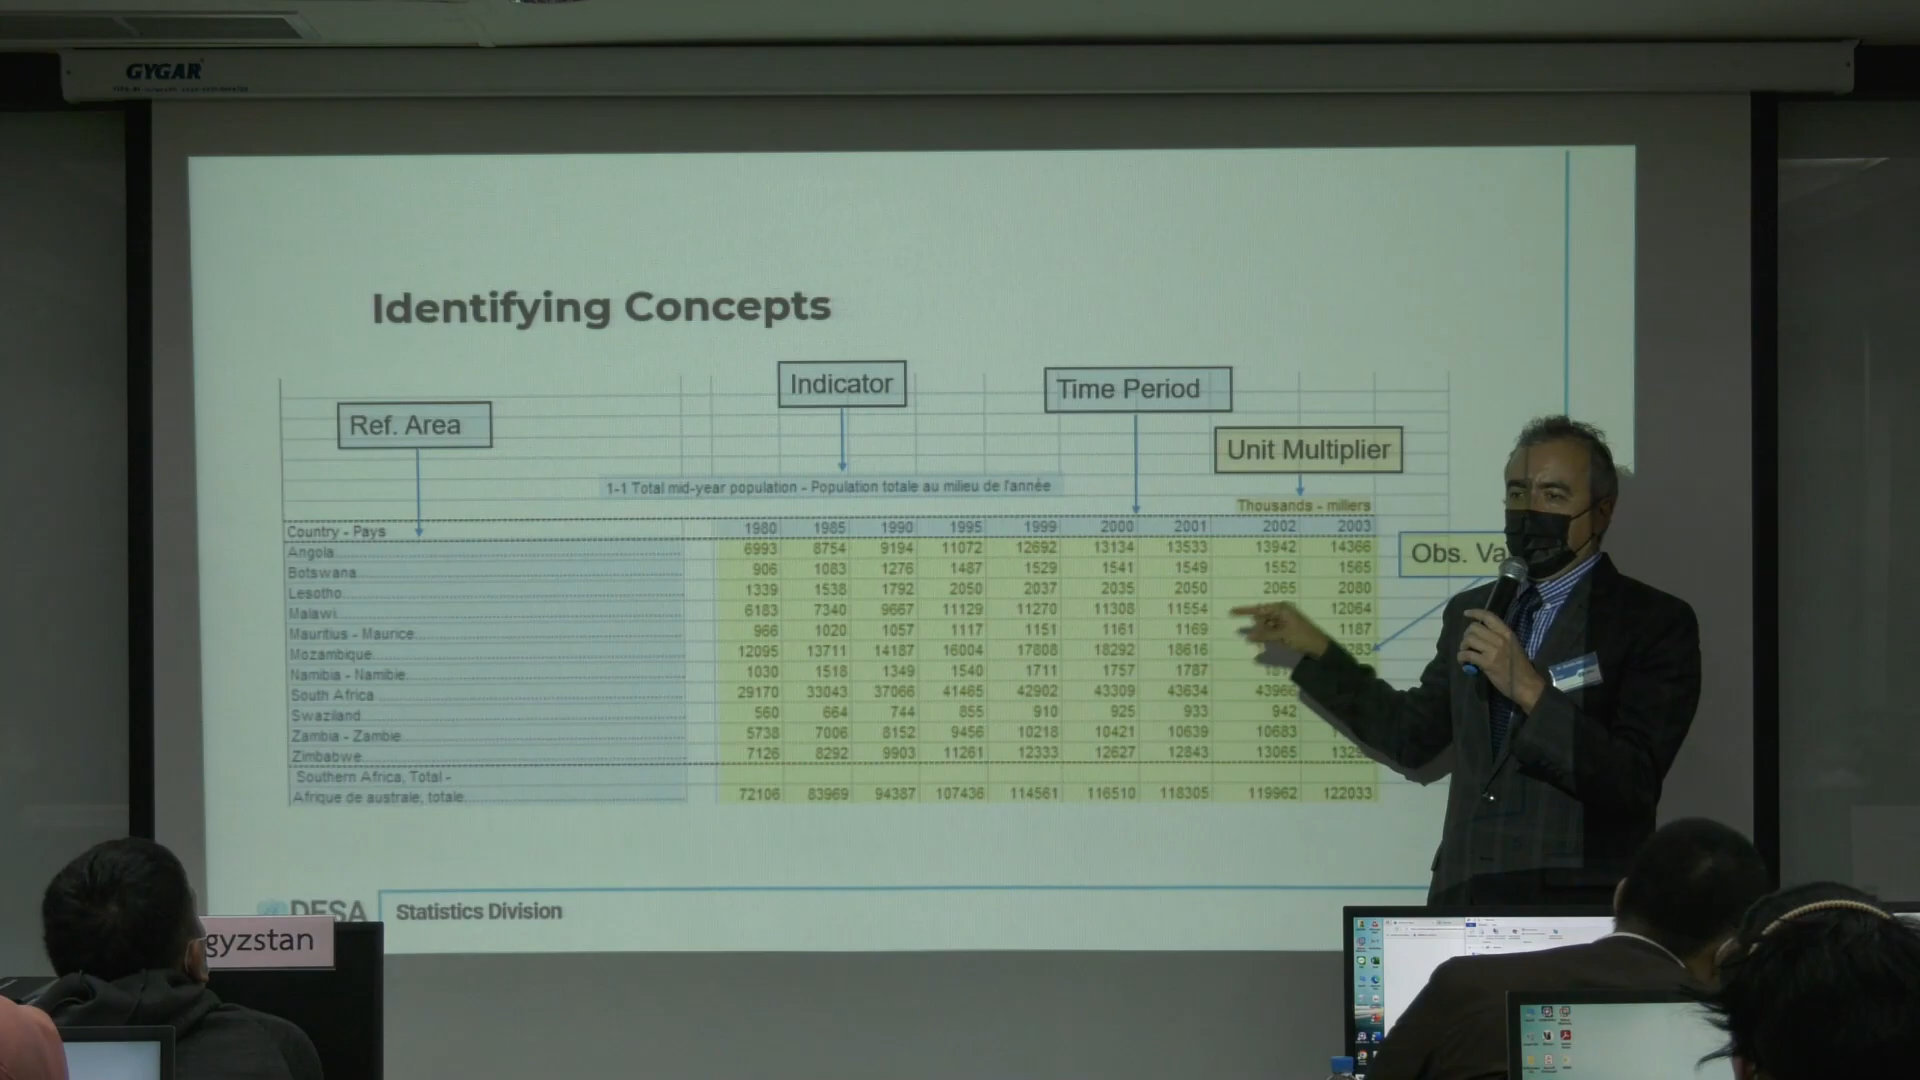 GYGAR
Identifying Concepts
Indicator
Time Period
Ref. Area
Unit Multiplier
1-1 Total mid-year population - Population totale au milieu de l'année
Thousands - milliers
Country - Pays 1980 1985 1990 1995 1999 2000 2001 2002 2003
Obs. Va
Angola 6993 8754 9194 11072 12692 13134 13533 13942 14366
Botswana 906 1083 1276 1487 1529 1541 1549 1552 1565
Lesotho 1339 1538 1792 2050 2037 2035 2050 2065 2080
Malawi 6183 7340 9667 11129 11270 11308 11554 12064
Mauritius - Maurice 966 1020 1057 1117 1151 1161 1169 1187
Mozambique 12095 13711 14187 16004 17808 18292 18616 283
Namibia - Namibie 1030 1518 1349 1540 1711 1757 1787
South Africa 29170 33043 37066 41465 42902 43309 43634 43966
Swaziland 560 664 744 855 910 925 933 942
Zambia - Zambie 5738 7006 8152 9456 10218 10421 10639 10683
Zimbabwe 7126 8292 9903 11261 12333 12627 12843 13065
Southern Africa, Total -
Afrique de australe, totale 72106 83969 94387 107436 114561 116510 118305 119962 122033
DESA Statistics Division
gyzstan